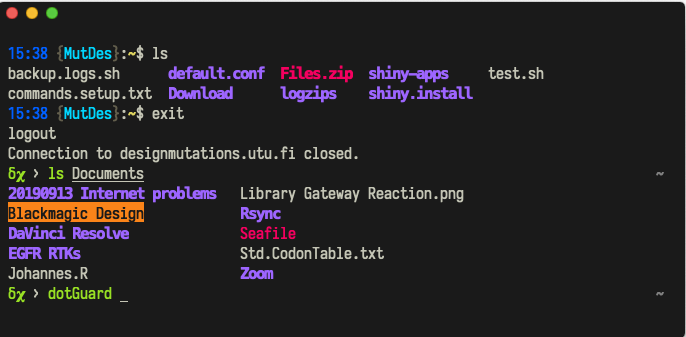 15:38 {MutDes}:~$ ls
backup.logs.sh default.conf Files.zip shiny-apps test.sh
commands.setup.txt Download logzips shiny.install
15:38 {MutDes}:~$ exit
logout
Connection to designmutations.utu.fi closed.
δχ › ls Documents ~
20190913 Internet problems Library Gateway Reaction.png
Blackmagic Design Rsync
DaVinci Resolve Seafile
EGFR RTKs Std.CodonTable.txt
Johannes.R Zoom
δχ › dotGuard _ ~